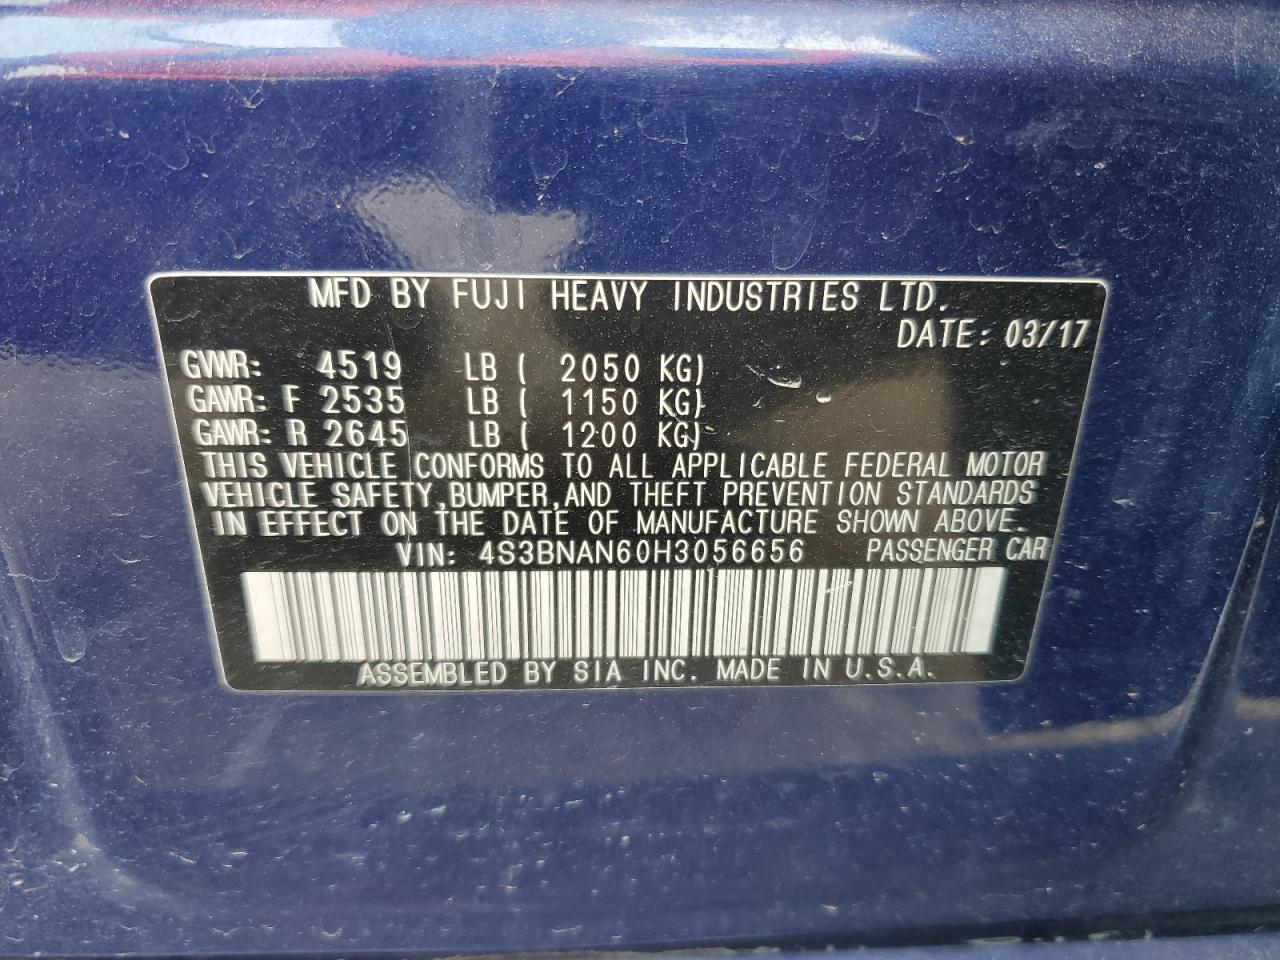 MFD BY FUJI HEAVY INDUSTRIES LTD.
DATE: 03/17
GVWR: 4519 LB ( 2050 KG)
GAWR: F 2535 LB ( 1150 KG)
GAWR: R 2645 LB ( 1200 KG)
THIS VEHICLE CONFORMS TO ALL APPLICABLE FEDERAL MOTOR
VEHICLE SAFETY,BUMPER,AND THEFT PREVENTION STANDARDS
IN EFFECT ON THE DATE OF MANUFACTURE SHOWN ABOVE.
VIN: 4S3BNAN60H3056656 PASSENGER CAR
ASSEMBLED BY SIA INC. MADE IN U.S.A.